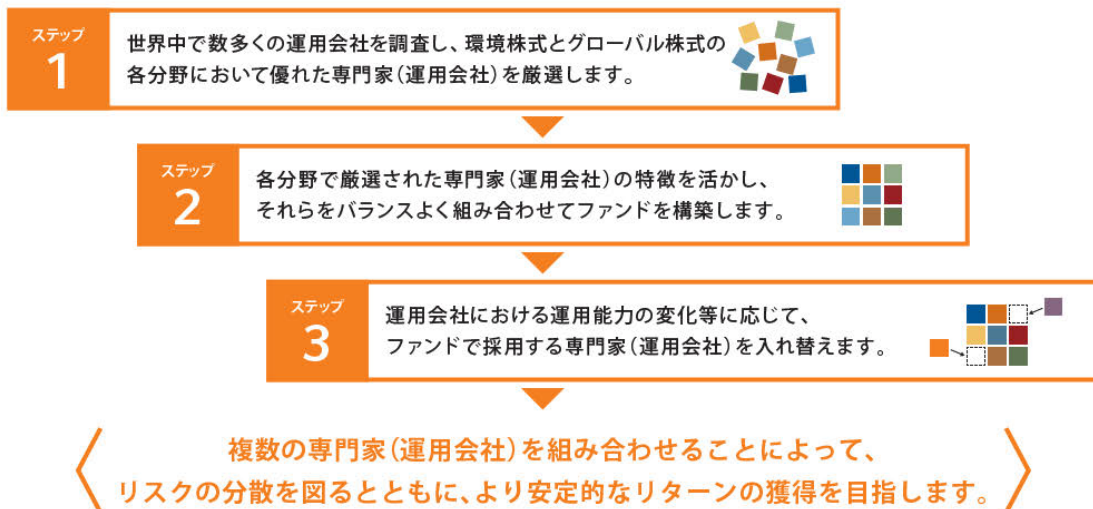 ステップ
1
世界中で数多くの運用会社を調査し、環境株式とグローバル株式の
各分野において優れた専門家(運用会社)を厳選します。
ステップ
2
各分野で厳選された専門家(運用会社)の特徴を活かし、
それらをバランスよく組み合わせてファンドを構築します。
ステップ
3
運用会社における運用能力の変化等に応じて、
ファンドで採用する専門家(運用会社)を入れ替えます。
複数の専門家(運用会社)を組み合わせることによって、
リスクの分散を図るとともに、より安定的なリターンの獲得を目指します。